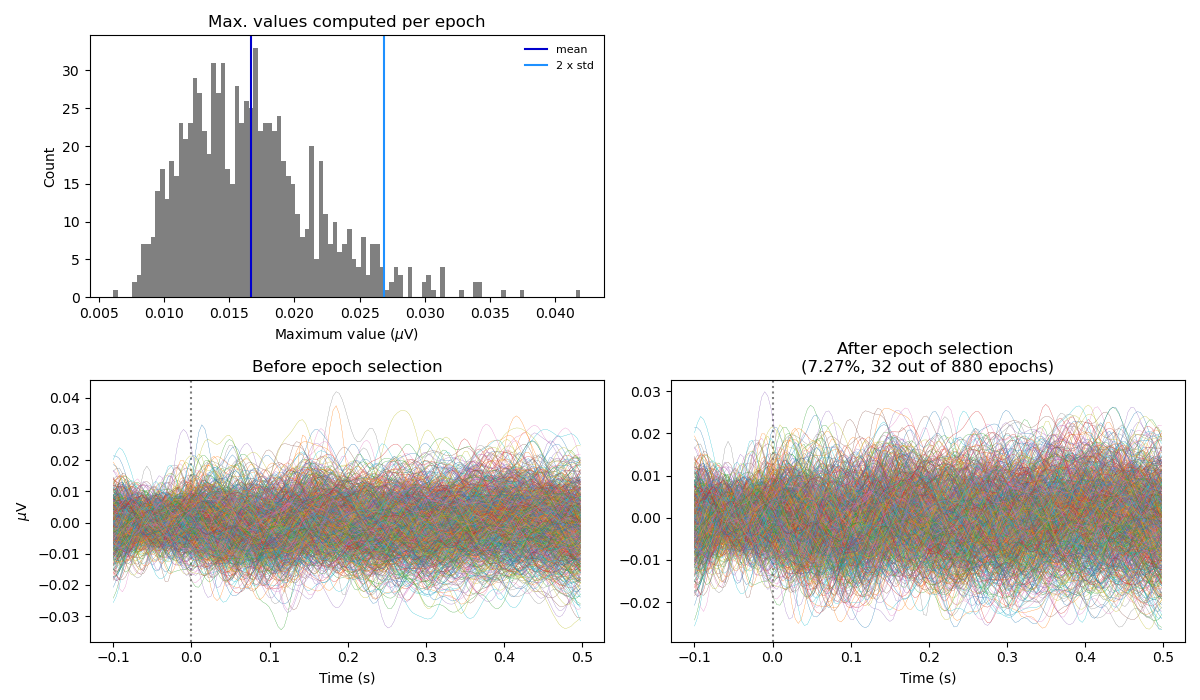 Max. values computed per epoch
mean
2 x std
Count
30
25
20
15
10
5
0
0.005 0.010 0.015 0.020 0.025 0.030 0.035 0.040
Maximum value (μV)
Before epoch selection
μV
0.04
0.03
0.02
0.01
0.00
−0.01
−0.02
−0.03
−0.1 0.0 0.1 0.2 0.3 0.4 0.5
Time (s)
After epoch selection
(7.27%, 32 out of 880 epochs)
0.03
0.02
0.01
0.00
−0.01
−0.02
−0.1 0.0 0.1 0.2 0.3 0.4 0.5
Time (s)